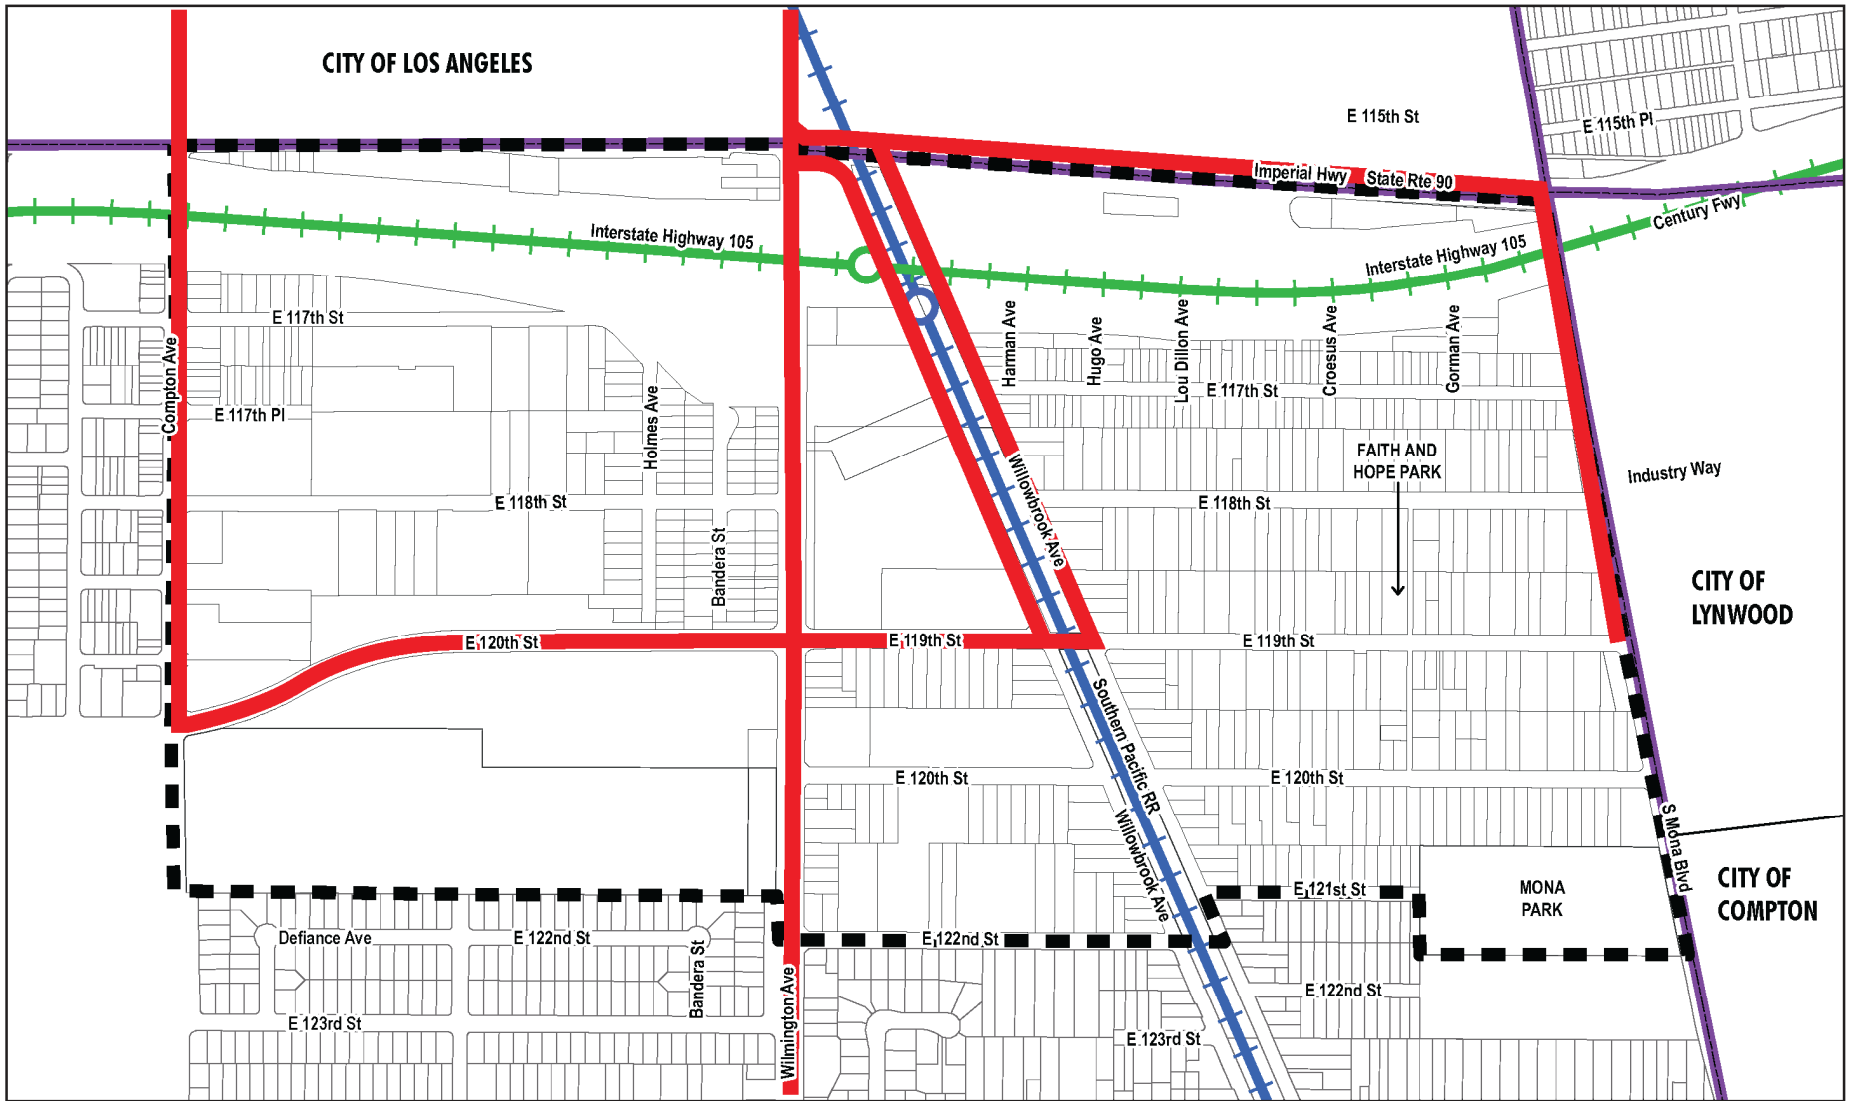 CITY OF LOS ANGELES
E 115th St
E 115th Pl
Imperial Hwy
State Rte 90
Century Fwy
Interstate Highway 105
Interstate Highway 105
E 117th St
Compton Ave
Harman Ave
Hugo Ave
Lou Dillon Ave
Croesus Ave
Gorman Ave
E 117th St
E 117th Pl
Holmes Ave
FAITH AND
HOPE PARK
Industry Way
E 118th St
E 118th St
Willowbrook Ave
Bandera St
CITY OF
LYNWOOD
E 120th St
E 119th St
E 119th St
Southern Pacific RR
E 120th St
E 120th St
Willowbrook Ave
S Mona Blvd
E 121st St
MONA
PARK
CITY OF
COMPTON
Defiance Ave
E 122nd St
E 122nd St
Bandera St
Wilmington Ave
E 122nd St
E 123rd St
E 123rd St